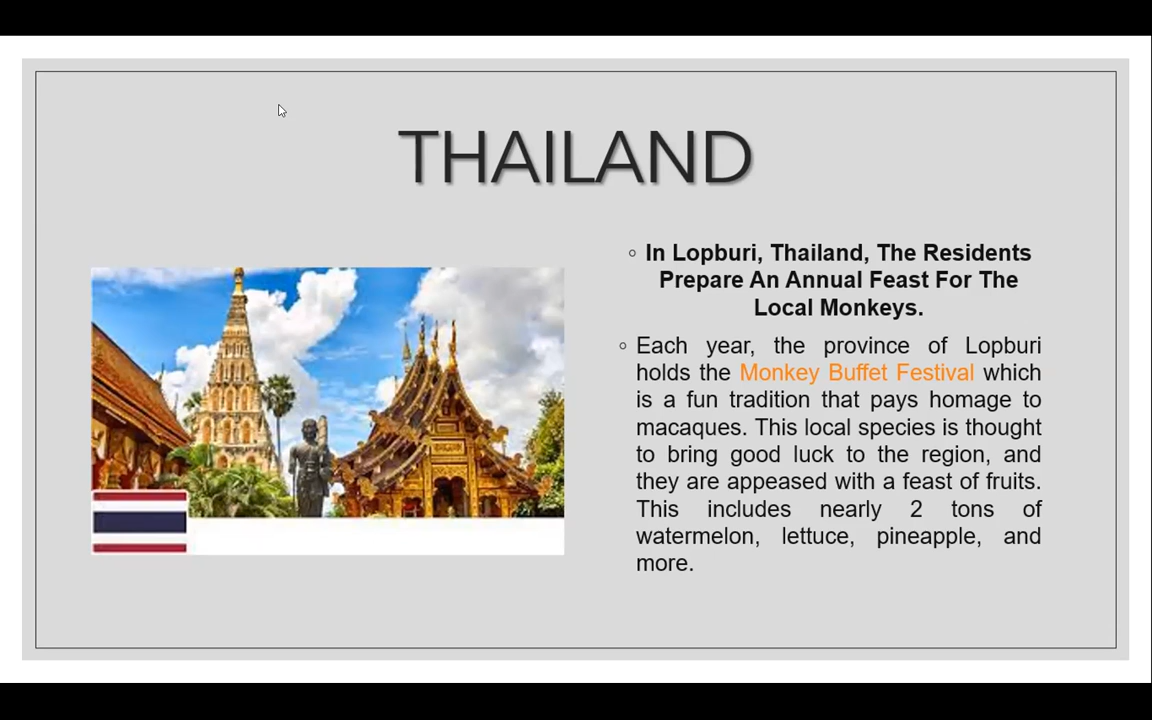 THAILAND
◦ In Lopburi, Thailand, The Residents
Prepare An Annual Feast For The
Local Monkeys.
◦ Each year, the province of Lopburi
holds the Monkey Buffet Festival which
is a fun tradition that pays homage to
macaques. This local species is thought
to bring good luck to the region, and
they are appeased with a feast of fruits.
This includes nearly 2 tons of
watermelon, lettuce, pineapple, and
more.